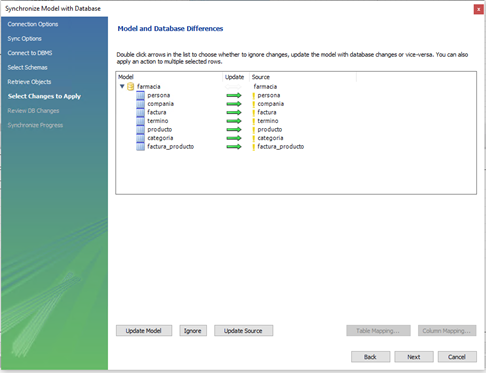 Synchronize Model with Database
Connection Options
Sync Options
Connect to DBMS
Select Schemas
Retrieve Objects
Select Changes to Apply
Review DB Changes
Synchronize Progress
Model and Database Differences
Double click arrows in the list to choose whether to ignore changes, update the model with database changes or vice-versa. You can also
apply an action to multiple selected rows.
Model Update Source
farmacia farmacia
persona persona
compania compania
factura factura
termino termino
producto producto
categoria categoria
factura_producto factura_producto
Update Model Ignore Update Source Table Mapping... Column Mapping...
Back Next Cancel